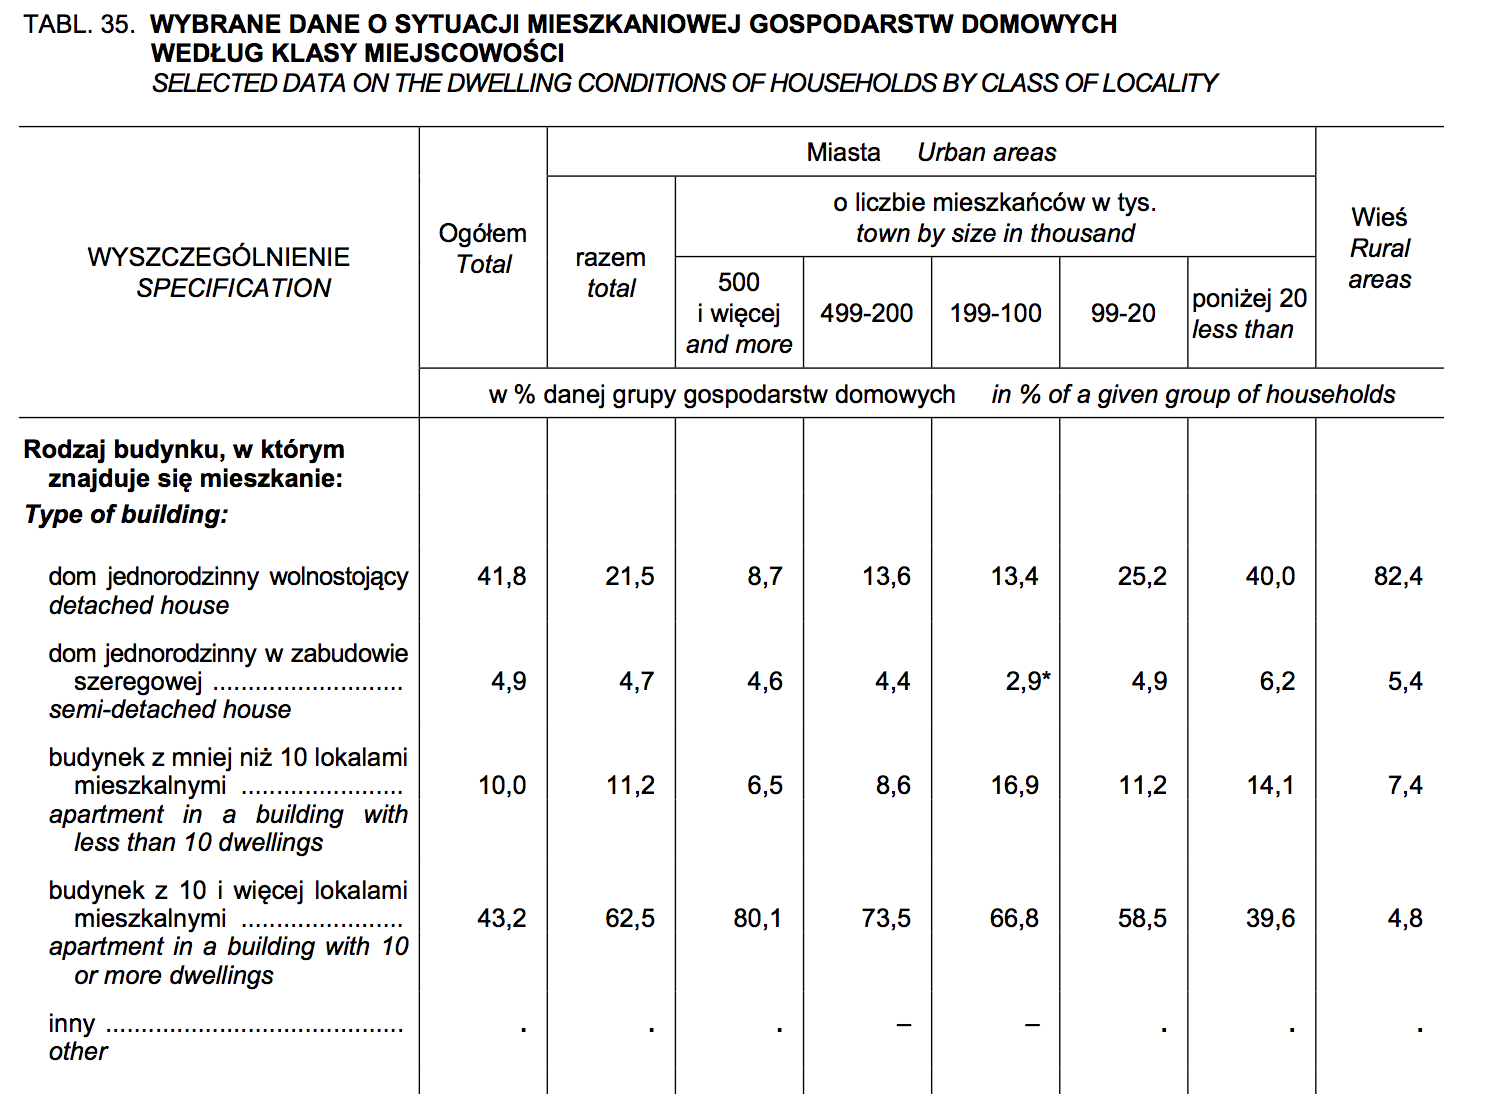 TABL. 35. WYBRANE DANE O SYTUACJI MIESZKANIOWEJ GOSPODARSTW DOMOWYCH
WEDŁUG KLASY MIEJSCOWOŚCI
SELECTED DATA ON THE DWELLING CONDITIONS OF HOUSEHOLDS BY CLASS OF LOCALITY
WYSZCZEGÓLNIENIE
SPECIFICATION
Ogółem
Total
Miasta Urban areas
razem
total
o liczbie mieszkańców w tys.
town by size in thousand
500
i więcej
and more
499-200
199-100
99-20
poniżej 20
less than
Wieś
Rural
areas
w % danej grupy gospodarstw domowych in % of a given group of households
Rodzaj budynku, w którym
znajduje się mieszkanie:
Type of building:
dom jednorodzinny wolnostojący 41,8 21,5 8,7 13,6 13,4 25,2 40,0 82,4
detached house
dom jednorodzinny w zabudowie
szeregowej ........................... 4,9 4,7 4,6 4,4 2,9* 4,9 6,2 5,4
semi-detached house
budynek z mniej niż 10 lokalami
mieszkalnymi ....................... 10,0 11,2 6,5 8,6 16,9 11,2 14,1 7,4
apartment in a building with
less than 10 dwellings
budynek z 10 i więcej lokalami
mieszkalnymi ....................... 43,2 62,5 80,1 73,5 66,8 58,5 39,6 4,8
apartment in a building with 10
or more dwellings
inny .......................................... . . . – – . . .
other